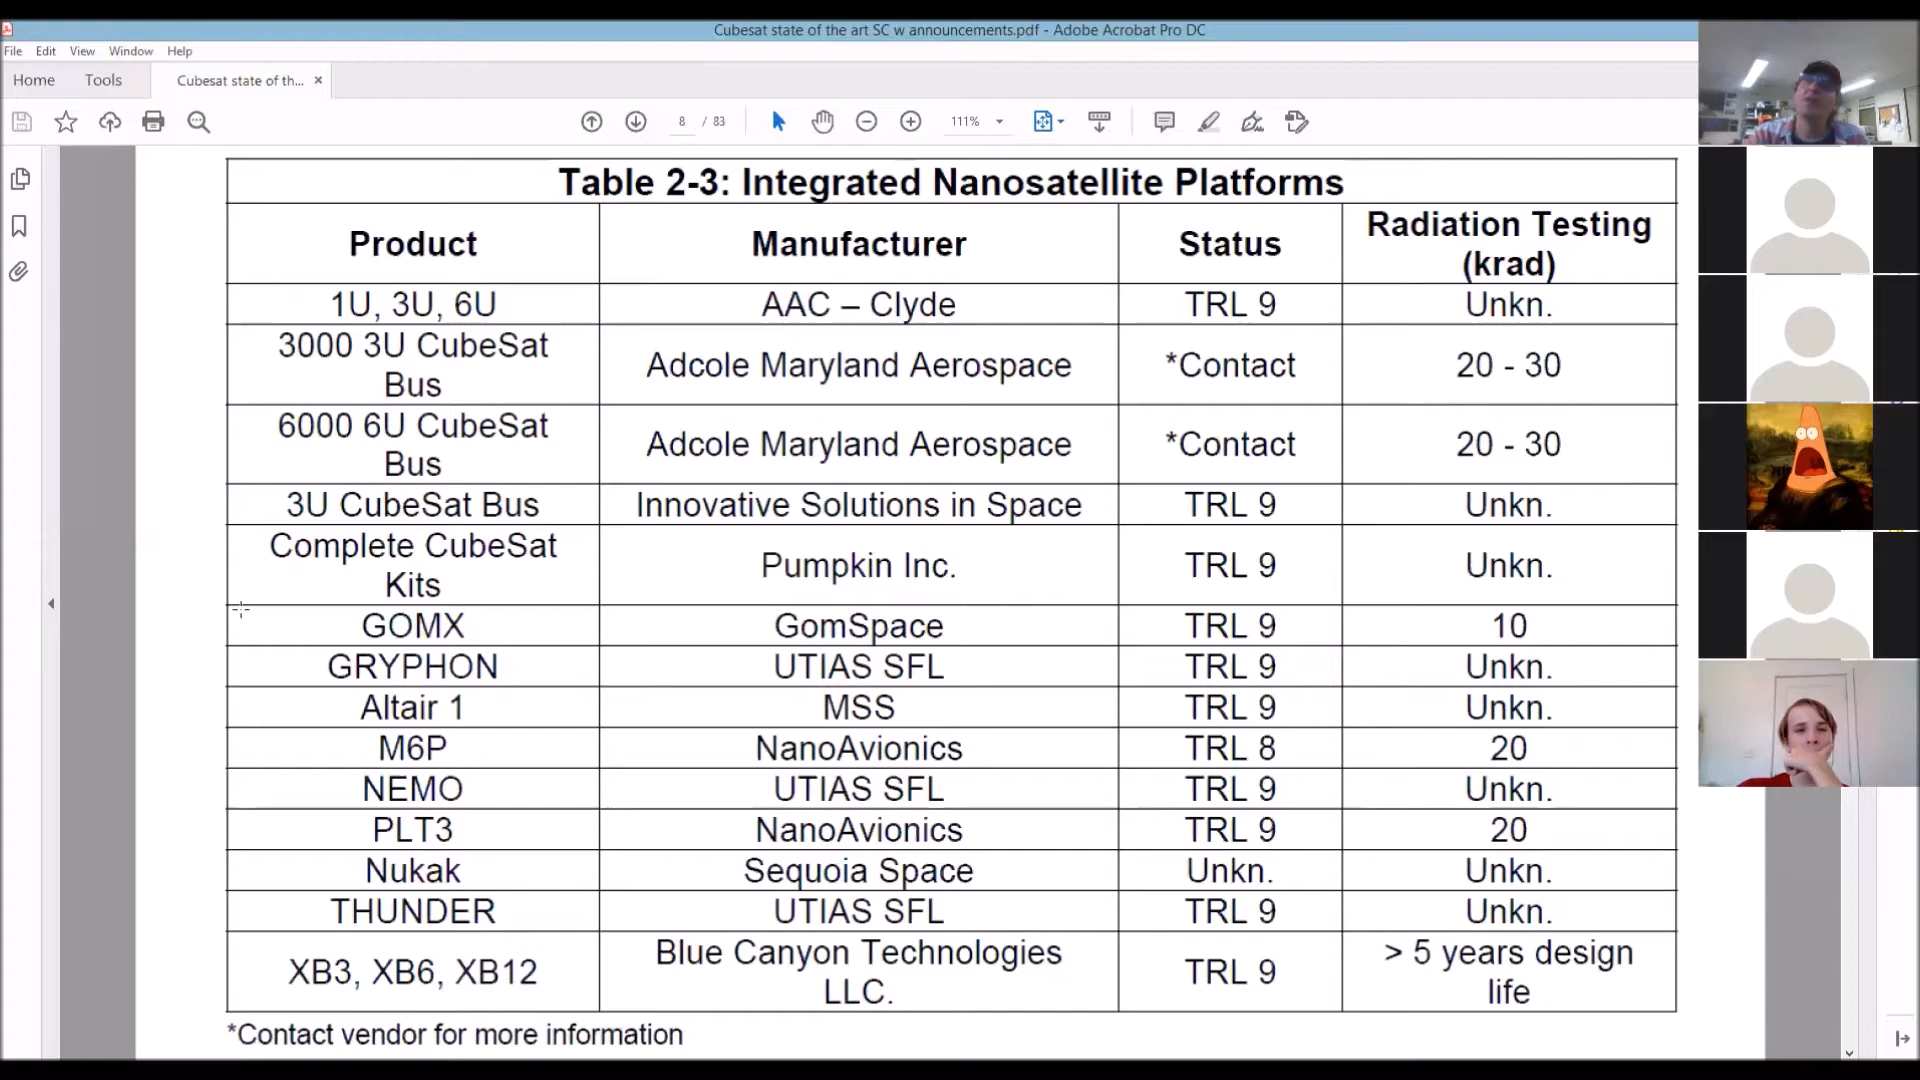 Cubesat state of the art SC w announcements.pdf - Adobe Acrobat Pro DC
File Edit View Window Help
Home Tools Cubesat state of th... ×
8 / 83 111%
Table 2-3: Integrated Nanosatellite Platforms
Product Manufacturer Status Radiation Testing
(krad)
1U, 3U, 6U AAC – Clyde TRL 9 Unkn.
3000 3U CubeSat
Bus Adcole Maryland Aerospace *Contact 20 - 30
6000 6U CubeSat
Bus Adcole Maryland Aerospace *Contact 20 - 30
3U CubeSat Bus Innovative Solutions in Space TRL 9 Unkn.
Complete CubeSat
Kits Pumpkin Inc. TRL 9 Unkn.
GOMX GomSpace TRL 9 10
GRYPHON UTIAS SFL TRL 9 Unkn.
Altair 1 MSS TRL 9 Unkn.
M6P NanoAvionics TRL 8 20
NEMO UTIAS SFL TRL 9 Unkn.
PLT3 NanoAvionics TRL 9 20
Nukak Sequoia Space Unkn. Unkn.
THUNDER UTIAS SFL TRL 9 Unkn.
XB3, XB6, XB12 Blue Canyon Technologies
LLC. TRL 9 > 5 years design
life
*Contact vendor for more information